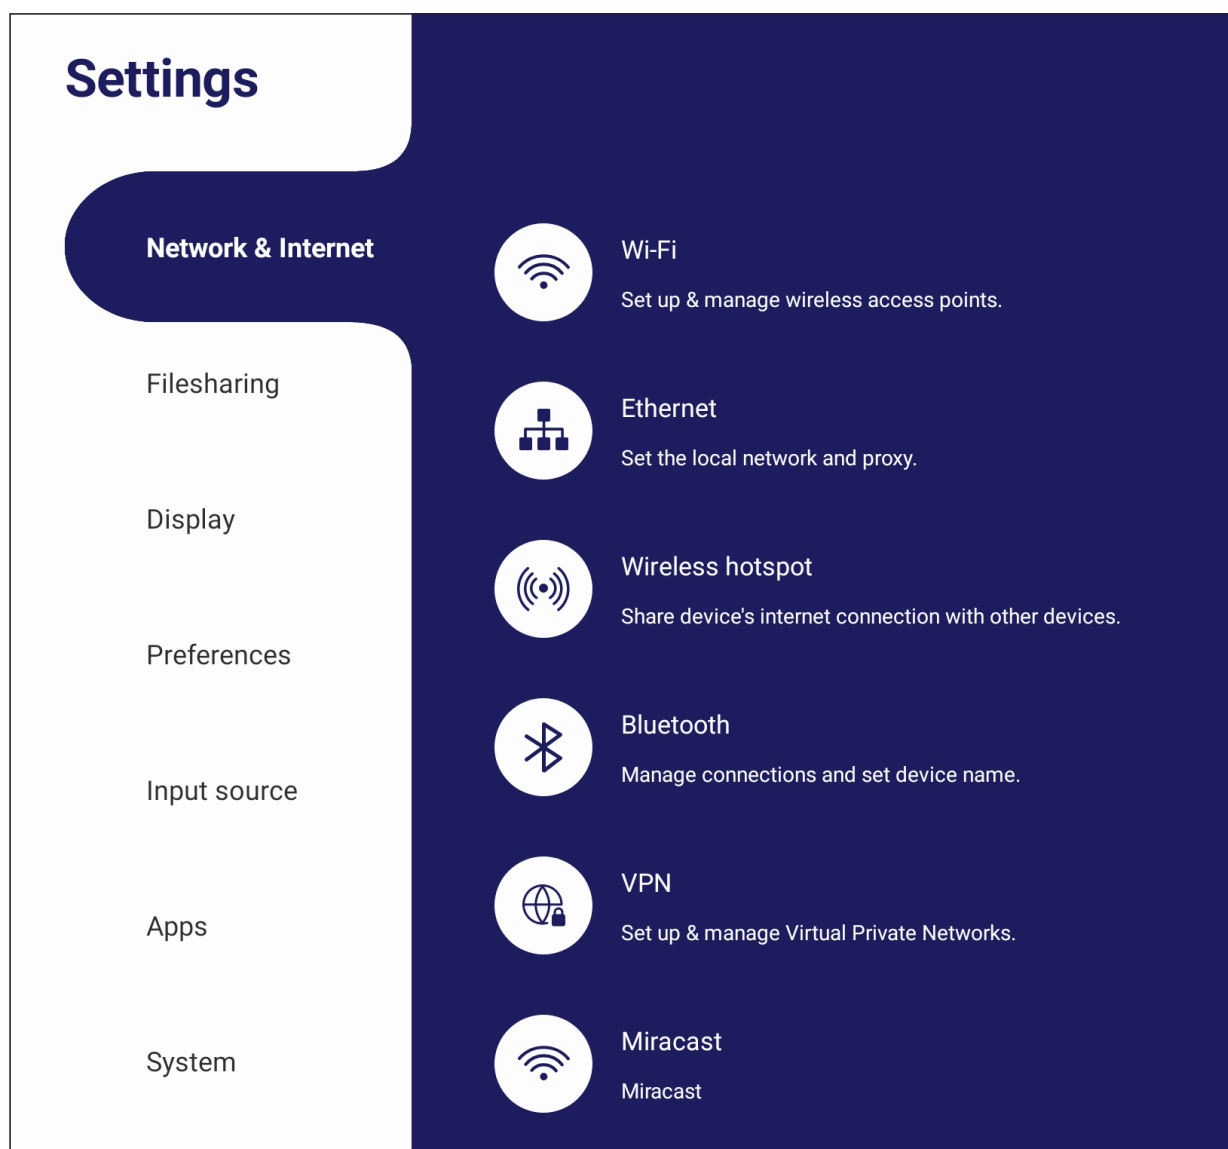 Settings
Network & Internet
Filesharing
Display
Preferences
Input source
Apps
System
Wi-Fi
Set up & manage wireless access points.
Ethernet
Set the local network and proxy.
Wireless hotspot
Share device's internet connection with other devices.
Bluetooth
Manage connections and set device name.
VPN
Set up & manage Virtual Private Networks.
Miracast
Miracast